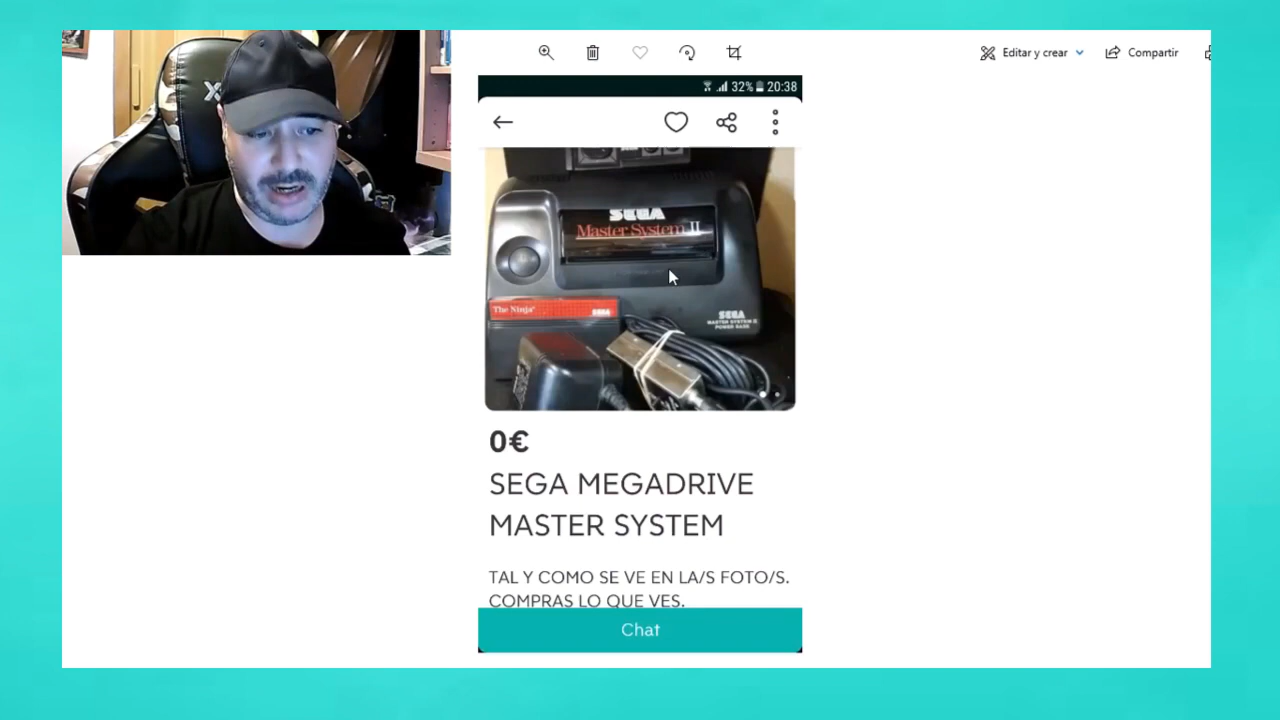 Editar y crear
Compartir
32% 20:38
SEGA
Master System II
The Ninja
SEGA
SEGA
MASTER SYSTEM II
POWER BASE
0€
SEGA MEGADRIVE
MASTER SYSTEM
TAL Y COMO SE VE EN LA/S FOTO/S.
COMPRAS LO QUE VES.
Chat